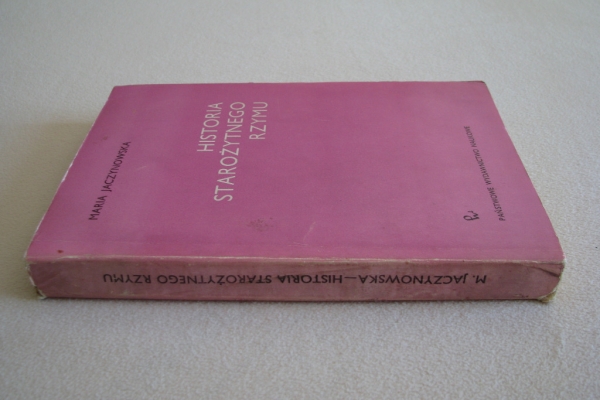 MARIA JACZYNOWSKA
HISTORIA
STAROŻYTNEGO
RZYMU
PAŃSTWOWE WYDAWNICTWO NAUKOWE
M. JACZYNOWSKA—HISTORIA STAROŻYTNEGO RZYMU